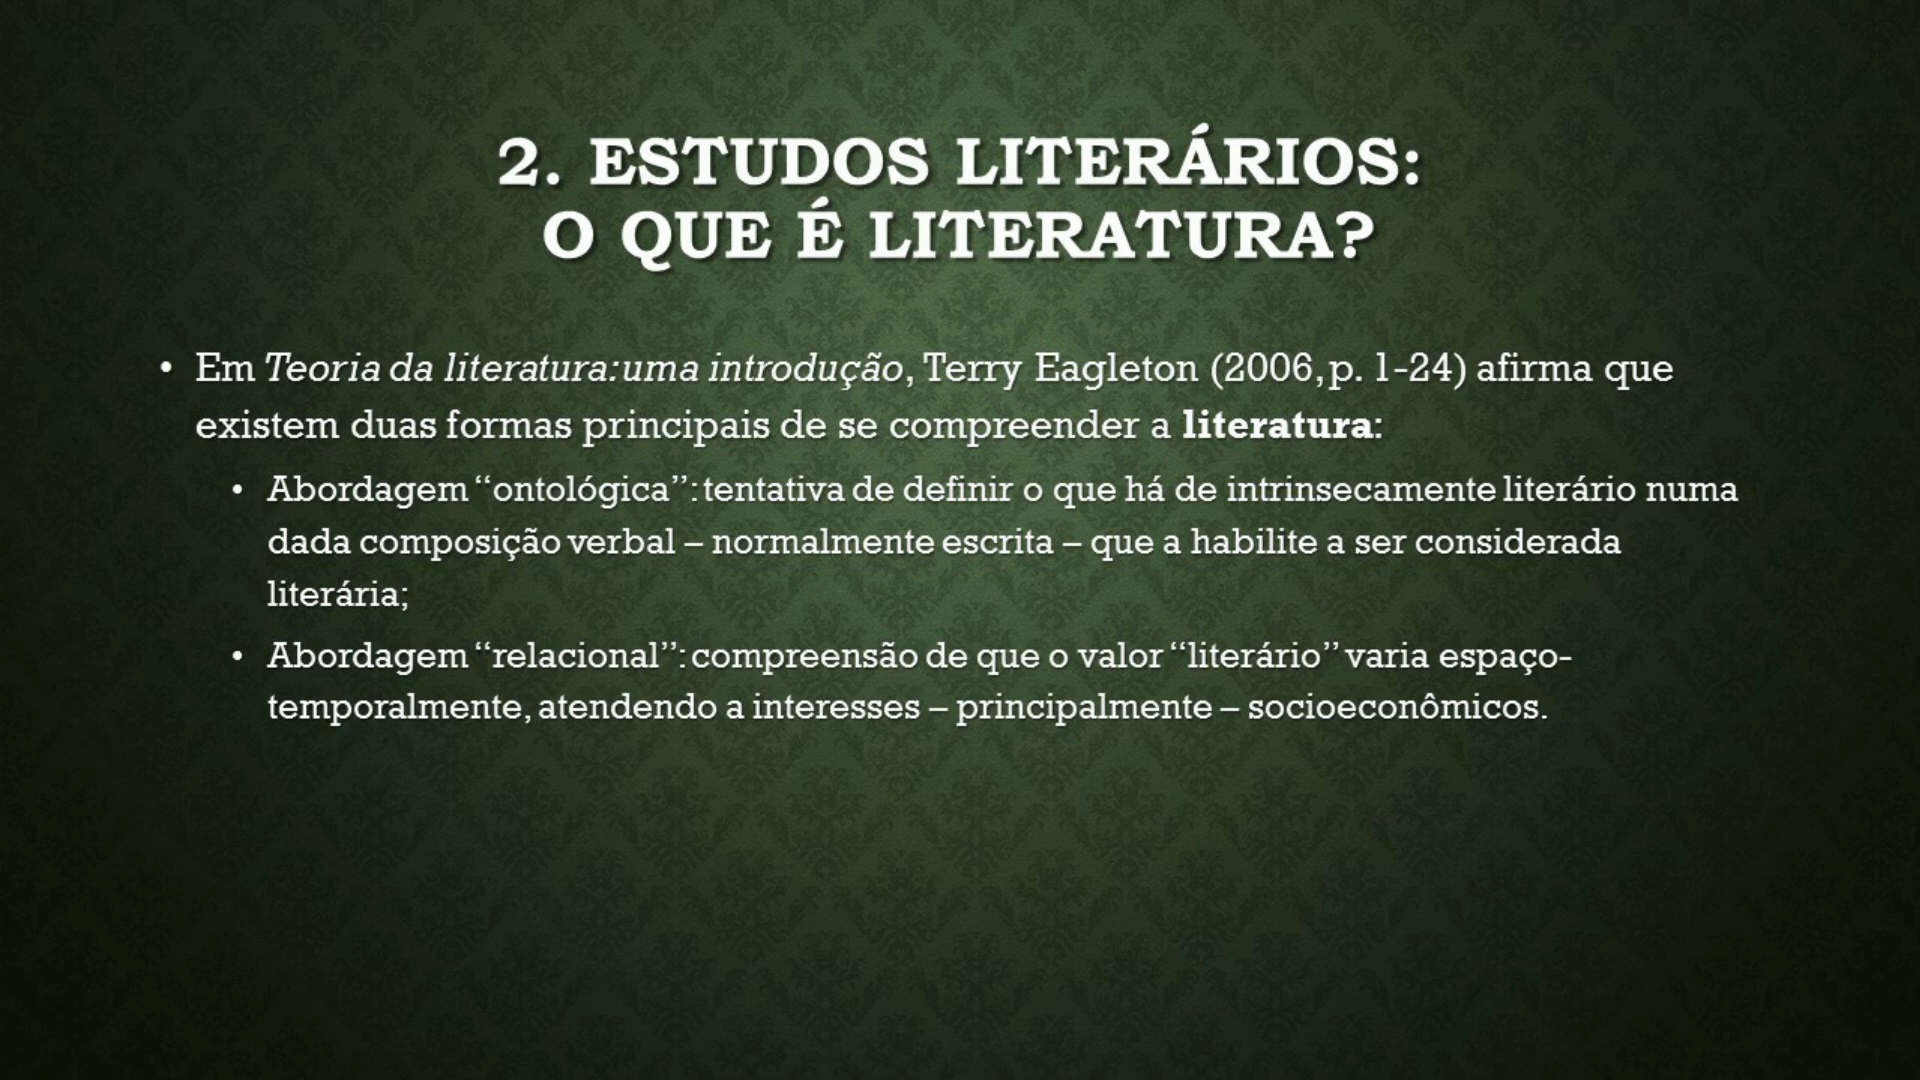 2. ESTUDOS LITERÁRIOS:
O QUE É LITERATURA?
• Em Teoria da literatura: uma introdução, Terry Eagleton (2006, p. 1-24) afirma que
existem duas formas principais de se compreender a literatura:
• Abordagem “ontológica”: tentativa de definir o que há de intrinsecamente literário numa
dada composição verbal – normalmente escrita – que a habilite a ser considerada
literária;
• Abordagem “relacional”: compreensão de que o valor “literário” varia espaço-
temporalmente, atendendo a interesses – principalmente – socioeconômicos.